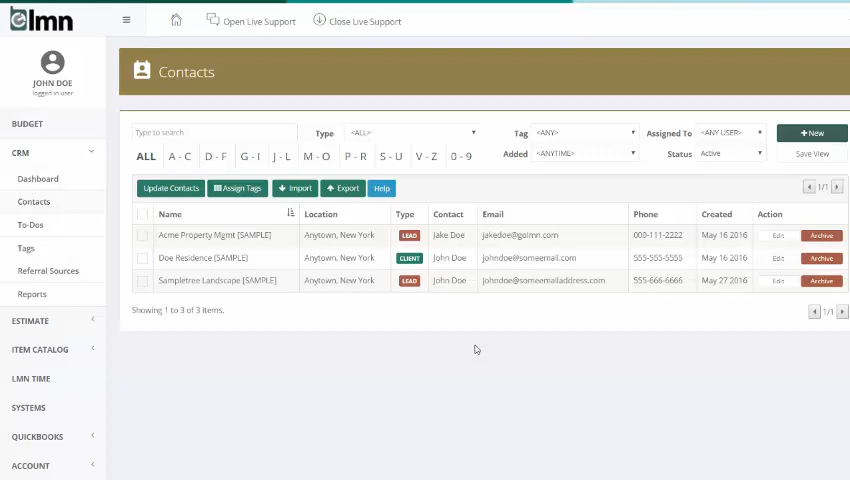 lmn
Open Live Support
Close Live Support
JOHN DOE
logged in user
BUDGET
CRM
Dashboard
Contacts
To-Dos
Tags
Referral Sources
Reports
ESTIMATE
ITEM CATALOG
LMN TIME
SYSTEMS
QUICKBOOKS
ACCOUNT
Contacts
Type to search
Type <ALL>
Tag <ANY>
Assigned To <ANY USER>
+ New
ALL A - C D - F G - I J - L M - O P - R S - U V - Z 0 - 9
Added <ANYTIME>
Status Active
Save View
Update Contacts Assign Tags Import Export Help
1/1
Name Location Type Contact Email Phone Created Action
Acme Property Mgmt [SAMPLE] Anytown, New York LEAD Jake Doe jakedoe@golmn.com 000-111-2222 May 16 2016 Edit Archive
Doe Residence [SAMPLE] Anytown, New York CLIENT John Doe johndoe@someemail.com 555-555-5555 May 16 2016 Edit Archive
Sampletree Landscape [SAMPLE] Anytown, New York LEAD John Doe johndoe@someemailaddress.com 555-666-6666 May 27 2016 Edit Archive
Showing 1 to 3 of 3 items.
1/1